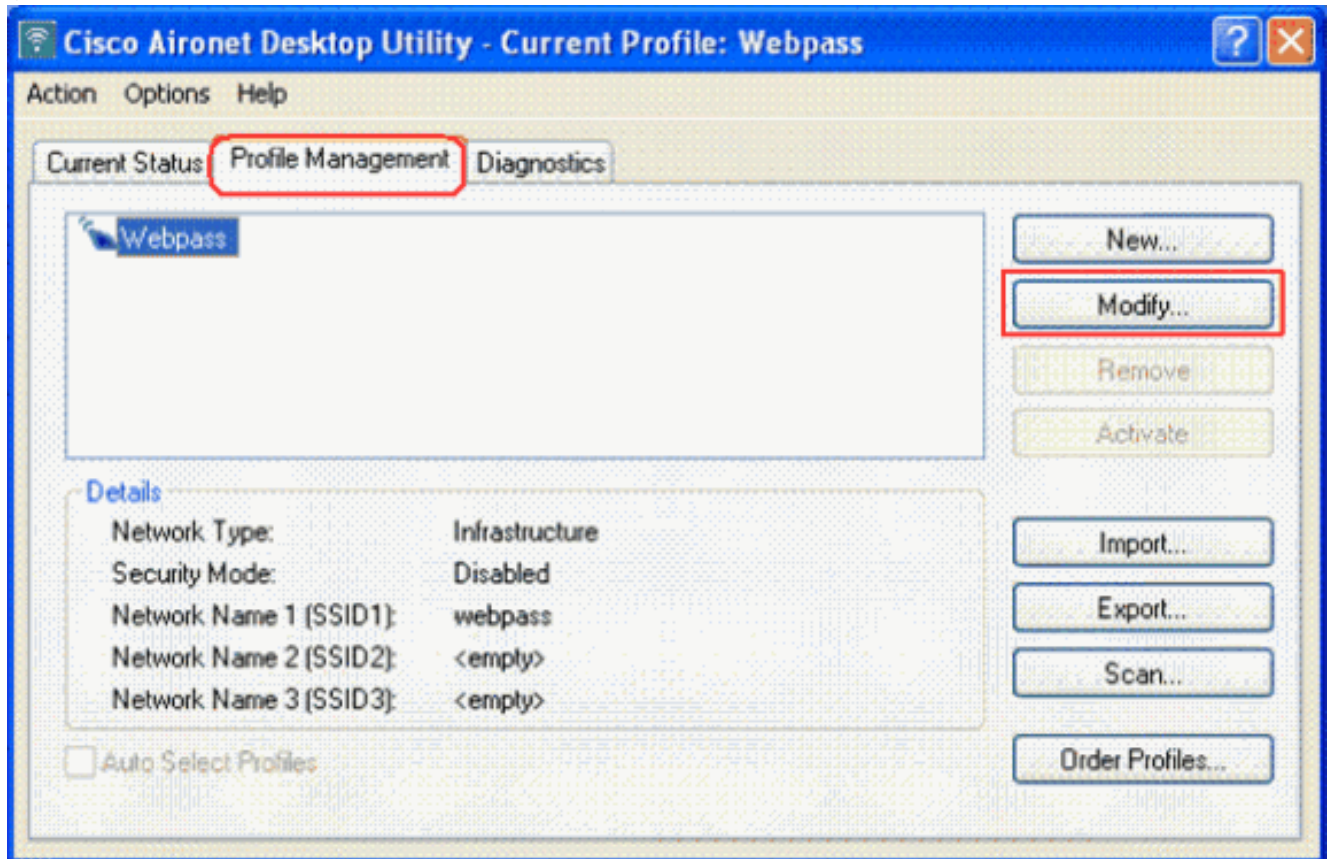 Cisco Aironet Desktop Utility - Current Profile: Webpass
?
Action Options Help
Current Status Profile Management Diagnostics
Webpass
New...
Modify...
Remove
Activate
Details
Network Type: Infrastructure
Security Mode: Disabled
Network Name 1 (SSID1): webpass
Network Name 2 (SSID2): <empty>
Network Name 3 (SSID3): <empty>
Import...
Export...
Scan...
Auto Select Profiles
Order Profiles...